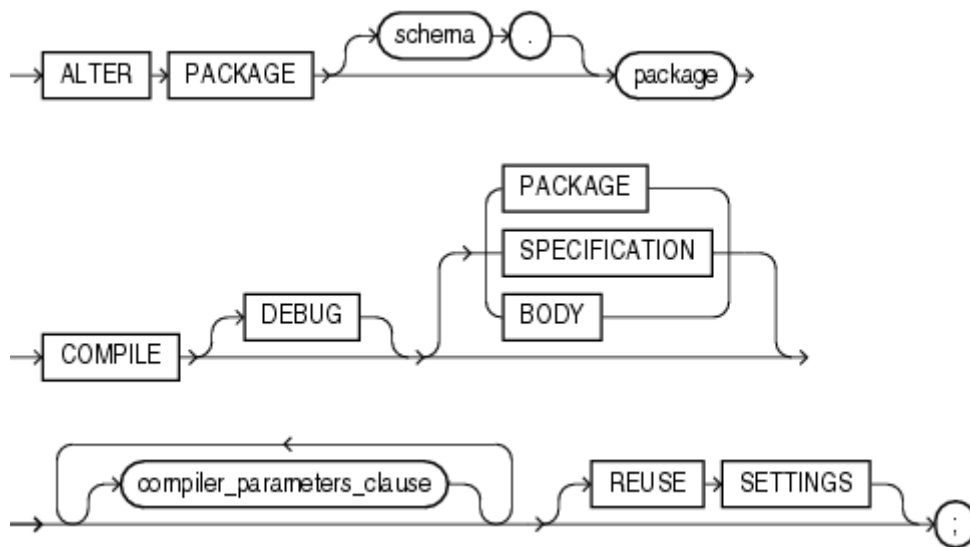 schema .
ALTER PACKAGE package
PACKAGE
SPECIFICATION
DEBUG BODY
COMPILE
compiler_parameters_clause REUSE SETTINGS
;